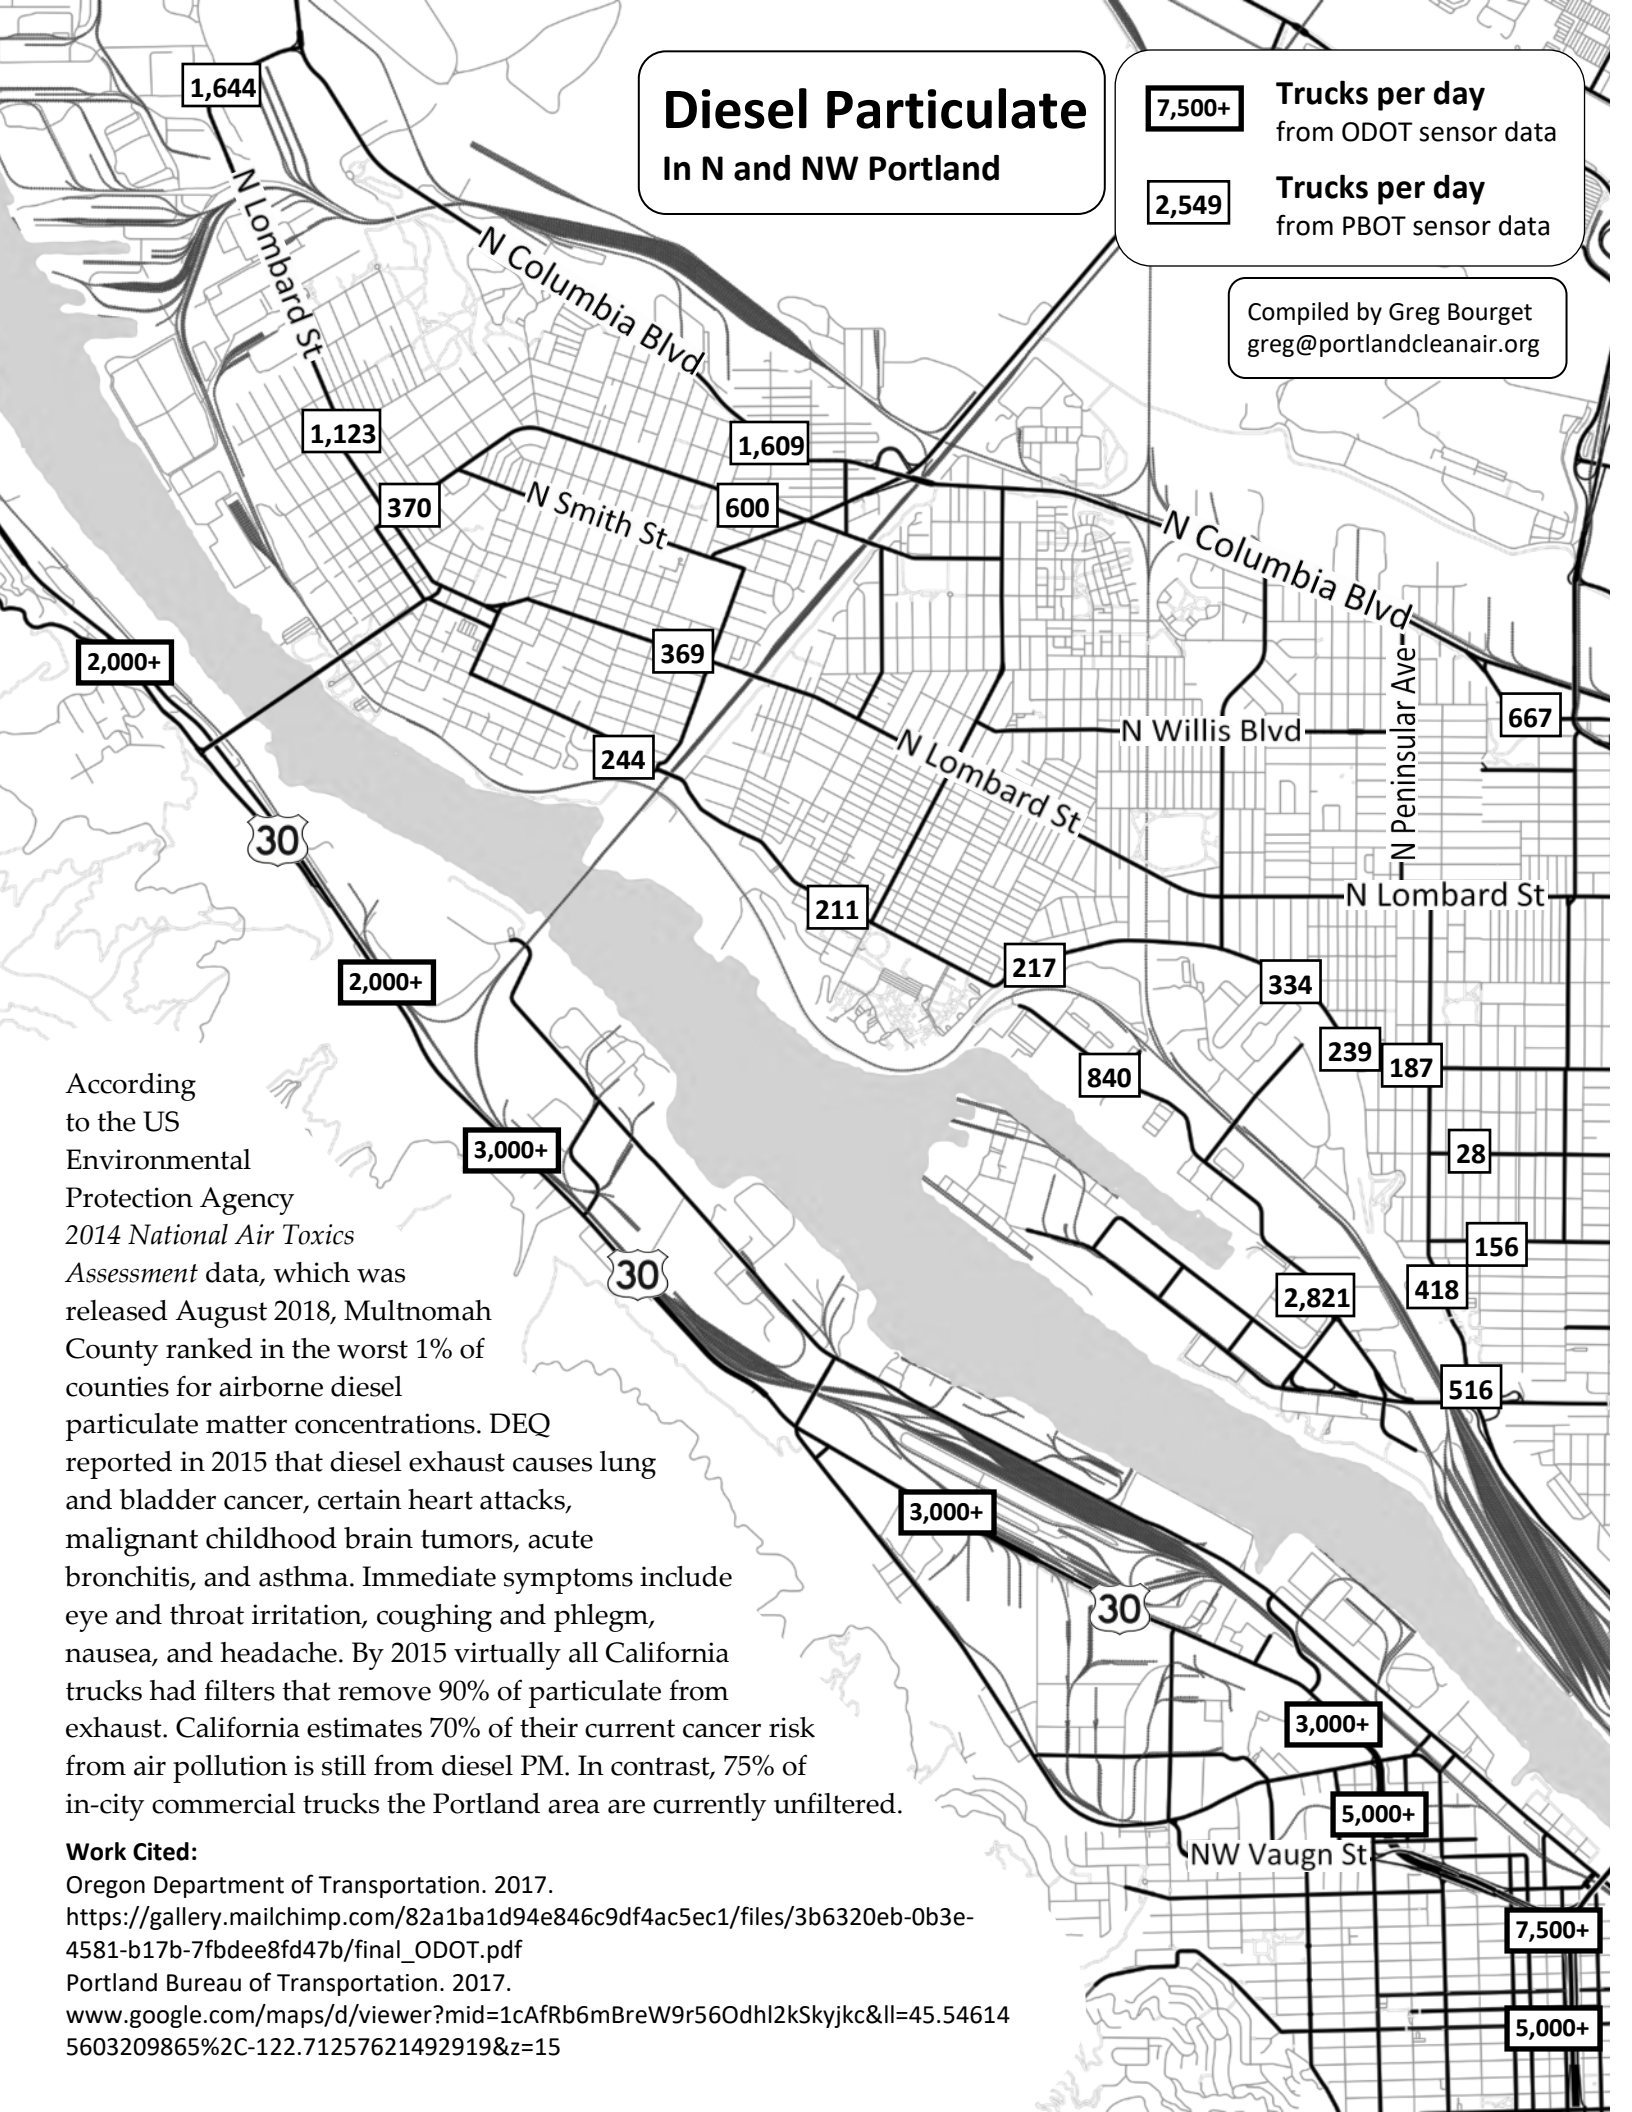 1,644
Diesel Particulate
In N and NW Portland
7,500+
Trucks per day
from ODOT sensor data
2,549
Trucks per day
from PBOT sensor data
Compiled by Greg Bourget
greg@portlandcleanair.org
N Lombard St
N Columbia Blvd
1,123
1,609
370
600
N Smith St
N Columbia Blvd
2,000+
369
N Peninsular Ave
667
N Willis Blvd
244
N Lombard St
30
N Lombard St
211
217
2,000+
334
239
187
840
3,000+
28
156
30
2,821
418
516
3,000+
30
3,000+
5,000+
NW Vaugn St
7,500+
5,000+
According
to the US
Environmental
Protection Agency
2014 National Air Toxics
Assessment data, which was
released August 2018, Multnomah
County ranked in the worst 1% of
counties for airborne diesel
particulate matter concentrations. DEQ
reported in 2015 that diesel exhaust causes lung
and bladder cancer, certain heart attacks,
malignant childhood brain tumors, acute
bronchitis, and asthma. Immediate symptoms include
eye and throat irritation, coughing and phlegm,
nausea, and headache. By 2015 virtually all California
trucks had filters that remove 90% of particulate from
exhaust. California estimates 70% of their current cancer risk
from air pollution is still from diesel PM. In contrast, 75% of
in-city commercial trucks the Portland area are currently unfiltered.
Work Cited:
Oregon Department of Transportation. 2017.
https://gallery.mailchimp.com/82a1ba1d94e846c9df4ac5ec1/files/3b6320eb-0b3e-
4581-b17b-7fbdee8fd47b/final_ODOT.pdf
Portland Bureau of Transportation. 2017.
www.google.com/maps/d/viewer?mid=1cAfRb6mBreW9r56Odhl2kSkyjkc&ll=45.54614
5603209865%2C-122.71257621492919&z=15